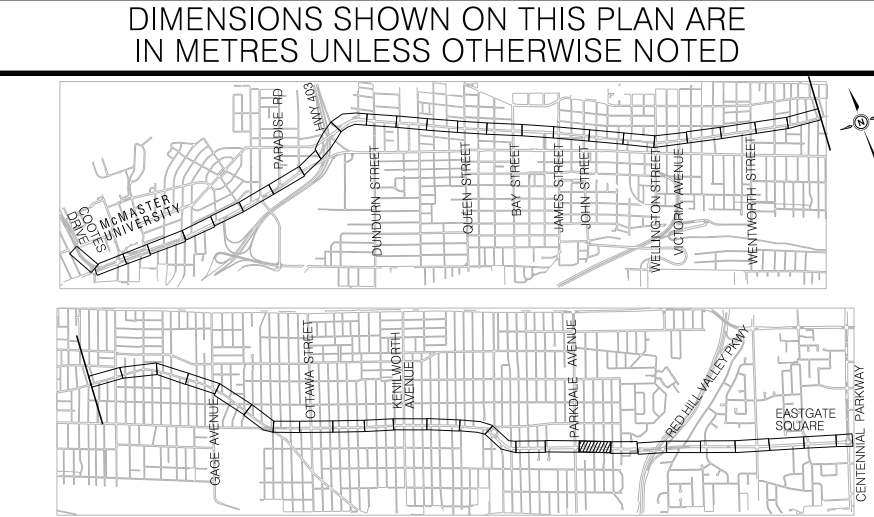 DIMENSIONS SHOWN ON THIS PLAN ARE
IN METRES UNLESS OTHERWISE NOTED
COOTES
DRIVE
McMASTER
UNIVERSITY
PARADISE RD
HWY 403
DUNDURN STREET
QUEEN STREET
BAY STREET
JAMES STREET
JOHN STREET
WELLINGTON STREET
VICTORIA AVENUE
WENTWORTH STREET
N
GAGE AVENUE
OTTAWA STREET
KENILWORTH
AVENUE
PARKDALE AVENUE
RED HILL VALLEY PKWY
EASTGATE
SQUARE
CENTENNIAL PARKWAY